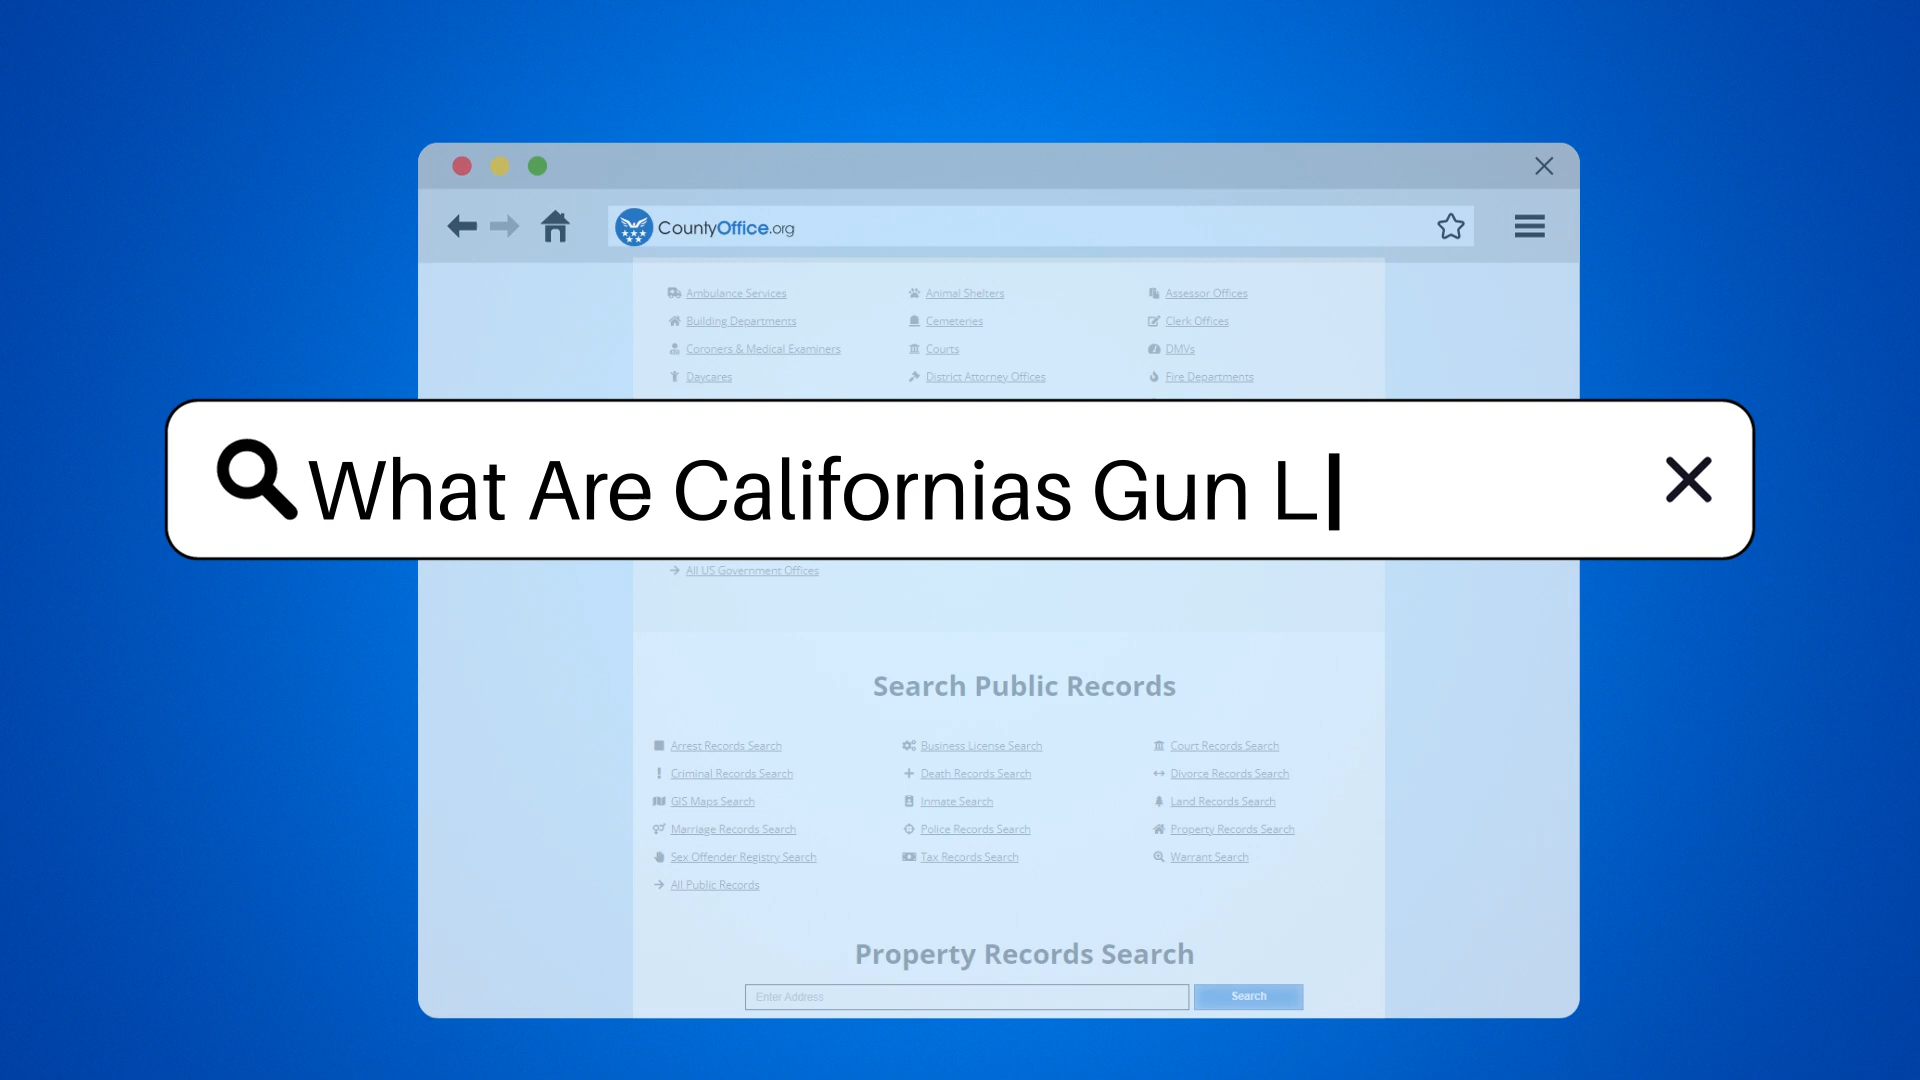 CountyOffice.org
Ambulance Services Animal Shelters Assessor Offices
Building Departments Cemeteries Clerk Offices
Coroners & Medical Examiners Courts DMVs
Daycares District Attorney Offices Fire Departments
What Are Californias Gun L
All US Government Offices
Search Public Records
Arrest Records Search Business License Search Court Records Search
Criminal Records Search Death Records Search Divorce Records Search
GIS Maps Search Inmate Search Land Records Search
Marriage Records Search Police Records Search Property Records Search
Sex Offender Registry Search Tax Records Search Warrant Search
All Public Records
Property Records Search
Enter Address Search